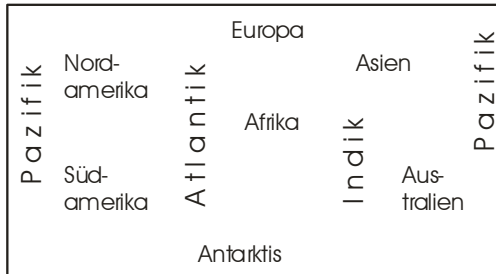 Europa
Pazifik
Nord-
amerika
Atlantik
Asien
Pazifik
Afrika
Indik
Süd-
amerika
Aus-
tralien
Antarktis